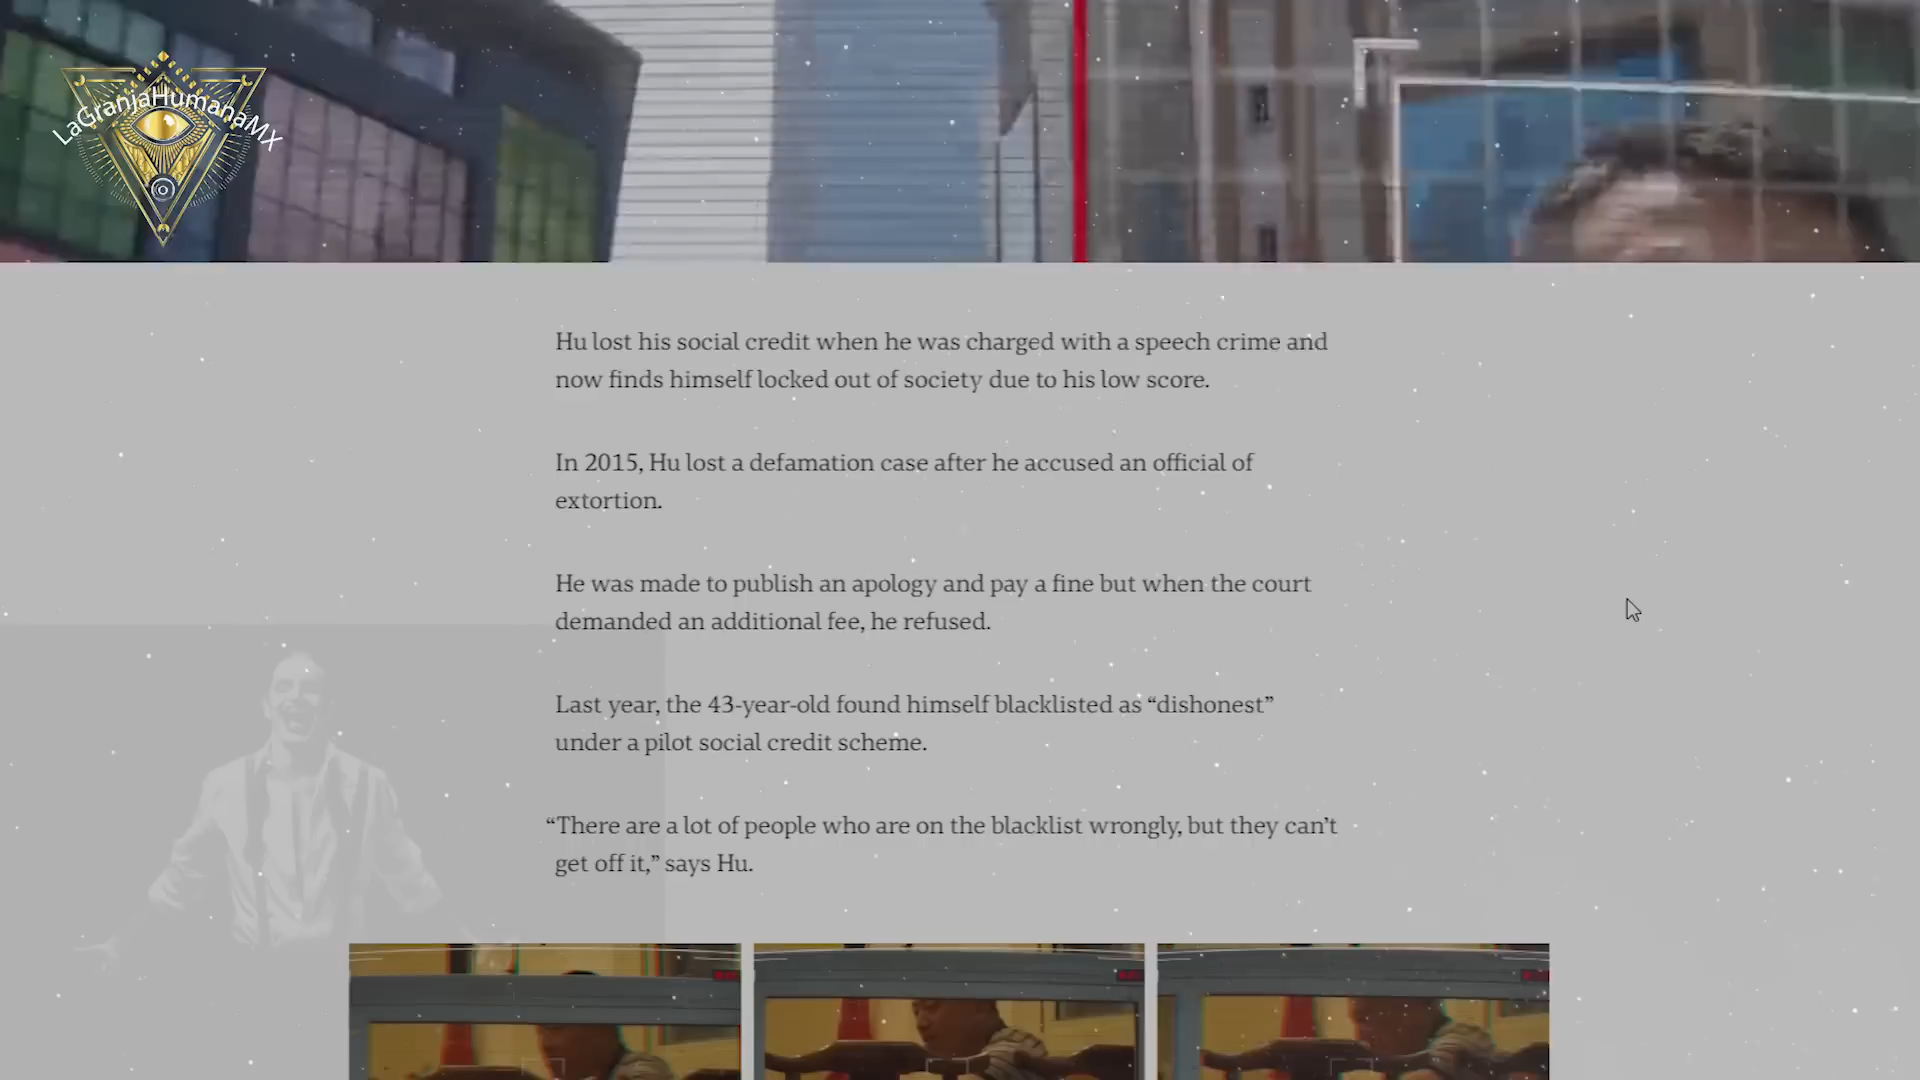 LaGranjaHumanaMX
Hu lost his social credit when he was charged with a speech crime and
now finds himself locked out of society due to his low score.
In 2015, Hu lost a defamation case after he accused an official of
extortion.
He was made to publish an apology and pay a fine but when the court
demanded an additional fee, he refused.
Last year, the 43-year-old found himself blacklisted as “dishonest”
under a pilot social credit scheme.
“There are a lot of people who are on the blacklist wrongly, but they can’t
get off it,” says Hu.